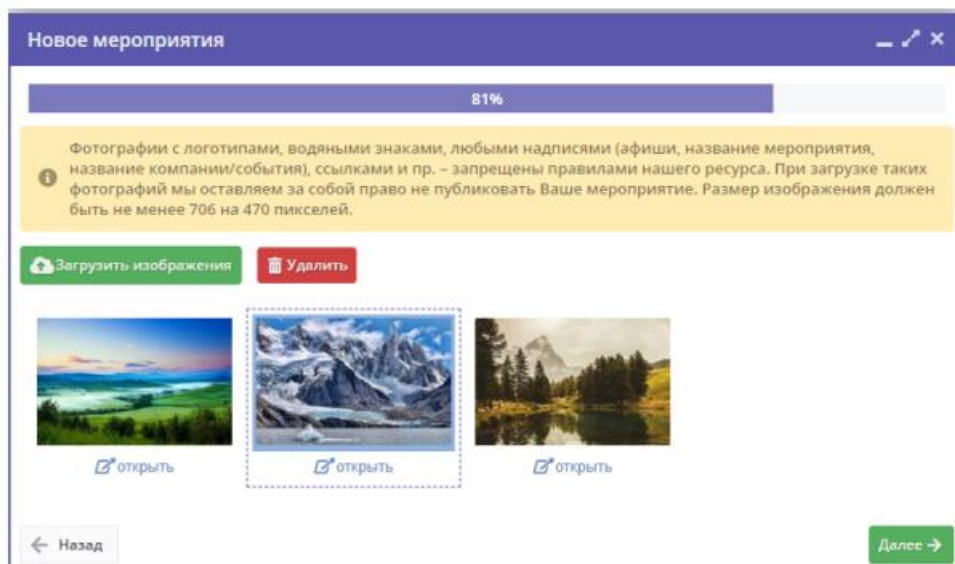 Новое мероприятия
81%
Фотографии с логотипами, водяными знаками, любыми надписями (афиши, название мероприятия,
название компании/события), ссылками и пр. – запрещены правилами нашего ресурса. При загрузке таких
фотографий мы оставляем за собой право не публиковать Ваше мероприятие. Размер изображения должен
быть не менее 706 на 470 пикселей.
Загрузить изображения Удалить
открыть открыть открыть
Назад Далее